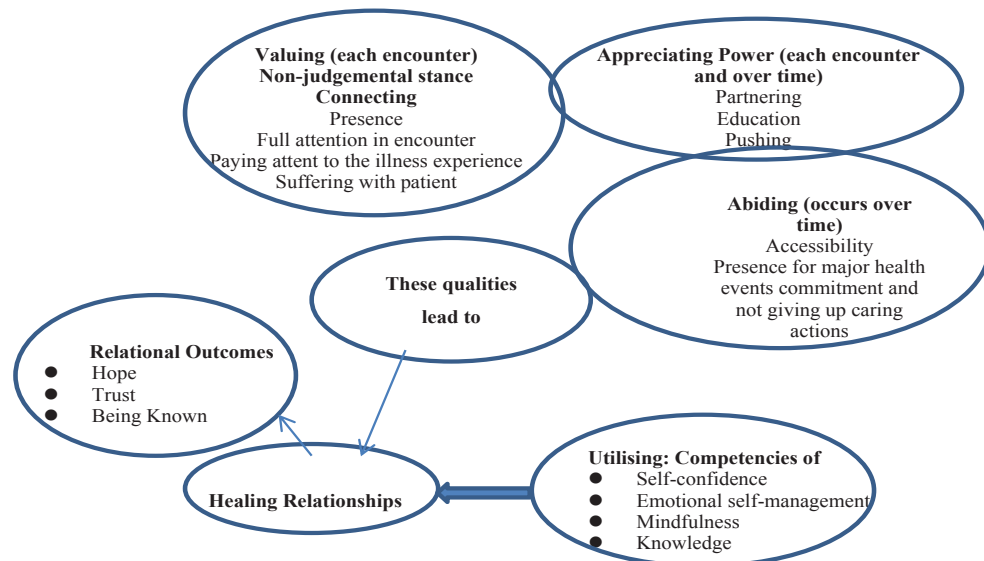 Valuing (each encounter)
Non-judgemental stance
Connecting
Presence
Full attention in encounter
Paying attent to the illness experience
Suffering with patient
Appreciating Power (each encounter
and over time)
Partnering
Education
Pushing
Abiding (occurs over
time)
Accessibility
Presence for major health
events commitment and
not giving up caring
actions
These qualities
lead to
Relational Outcomes
● Hope
● Trust
● Being Known
Healing Relationships
Utilising: Competencies of
● Self-confidence
● Emotional self-management
● Mindfulness
● Knowledge